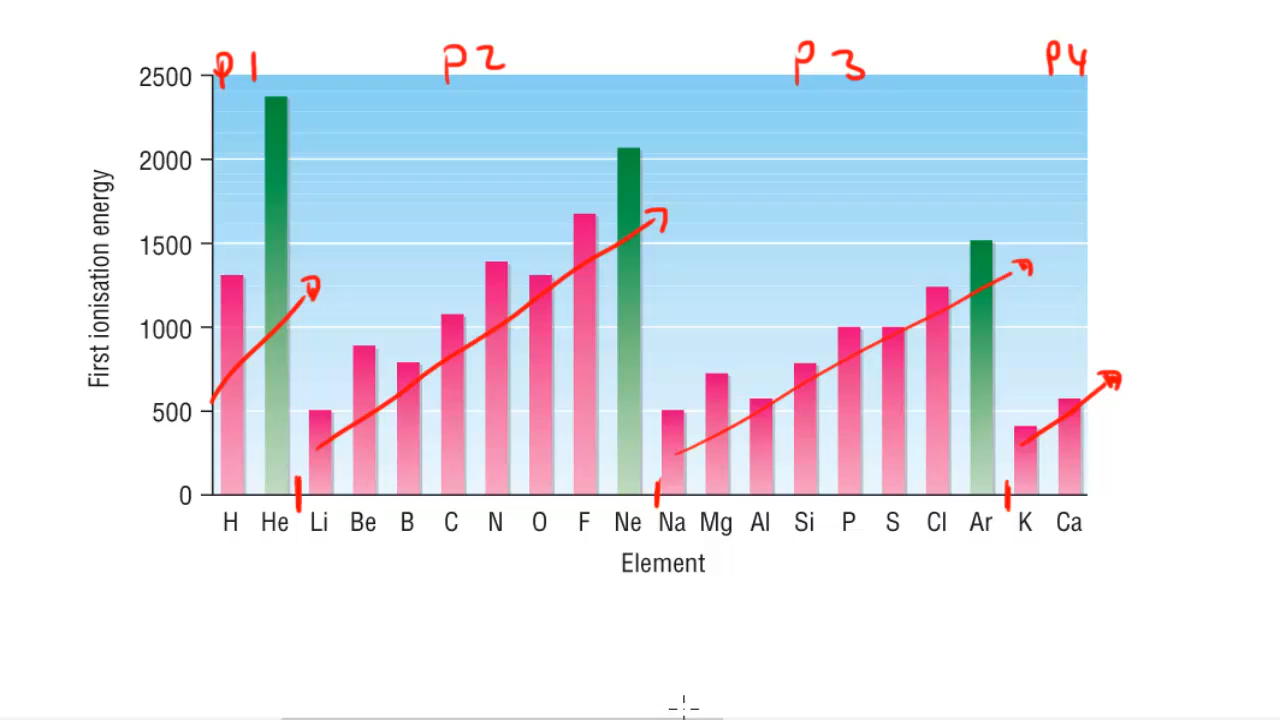 P1 P2 P3 P4
2500
2000
1500
1000
500
0
First ionisation energy
H He Li Be B C N O F Ne Na Mg Al Si P S Cl Ar K Ca
Element